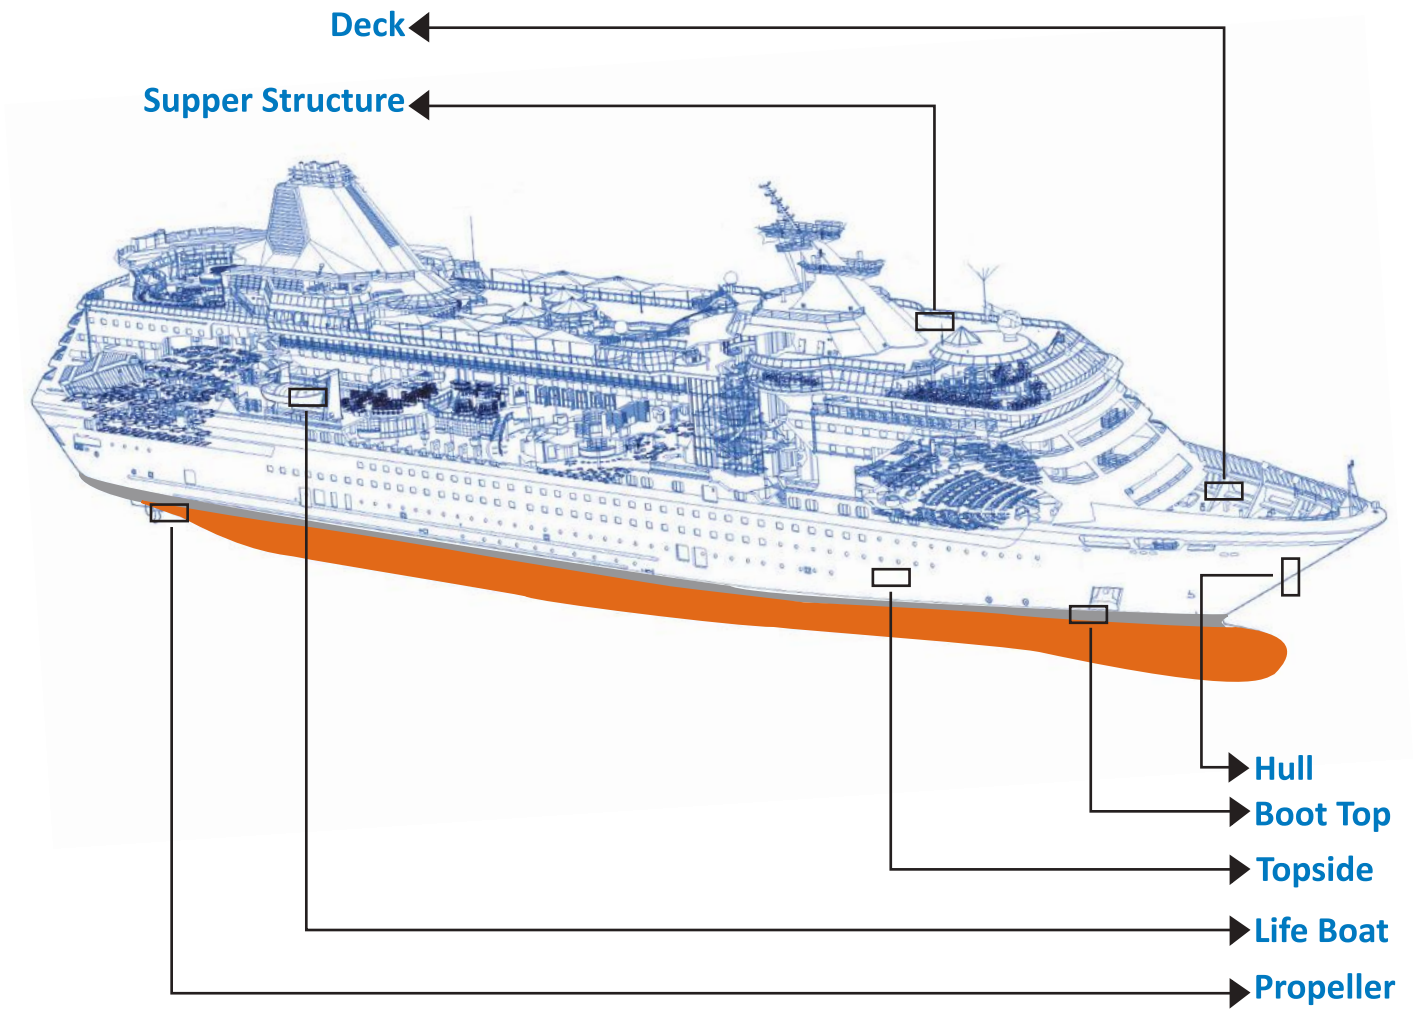 Deck
Supper Structure
Hull
Boot Top
Topside
Life Boat
Propeller